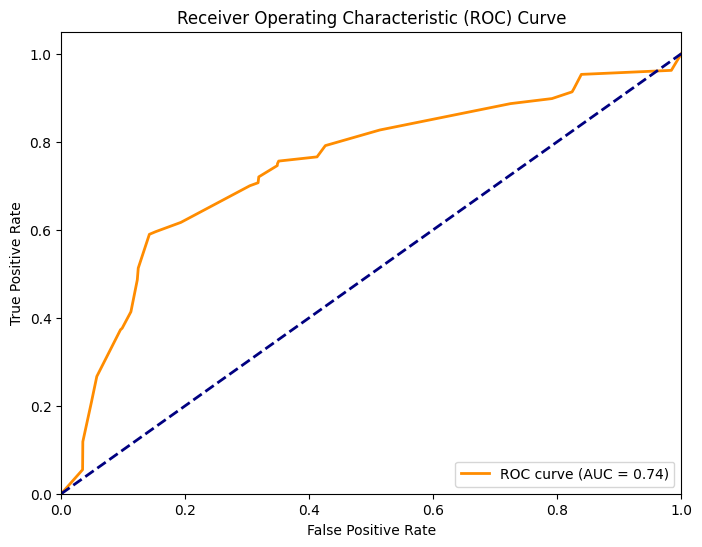 Receiver Operating Characteristic (ROC) Curve
1.0
0.8
0.6
0.4
0.2
0.0
True Positive Rate
ROC curve (AUC = 0.74)
0.0 0.2 0.4 0.6 0.8 1.0
False Positive Rate